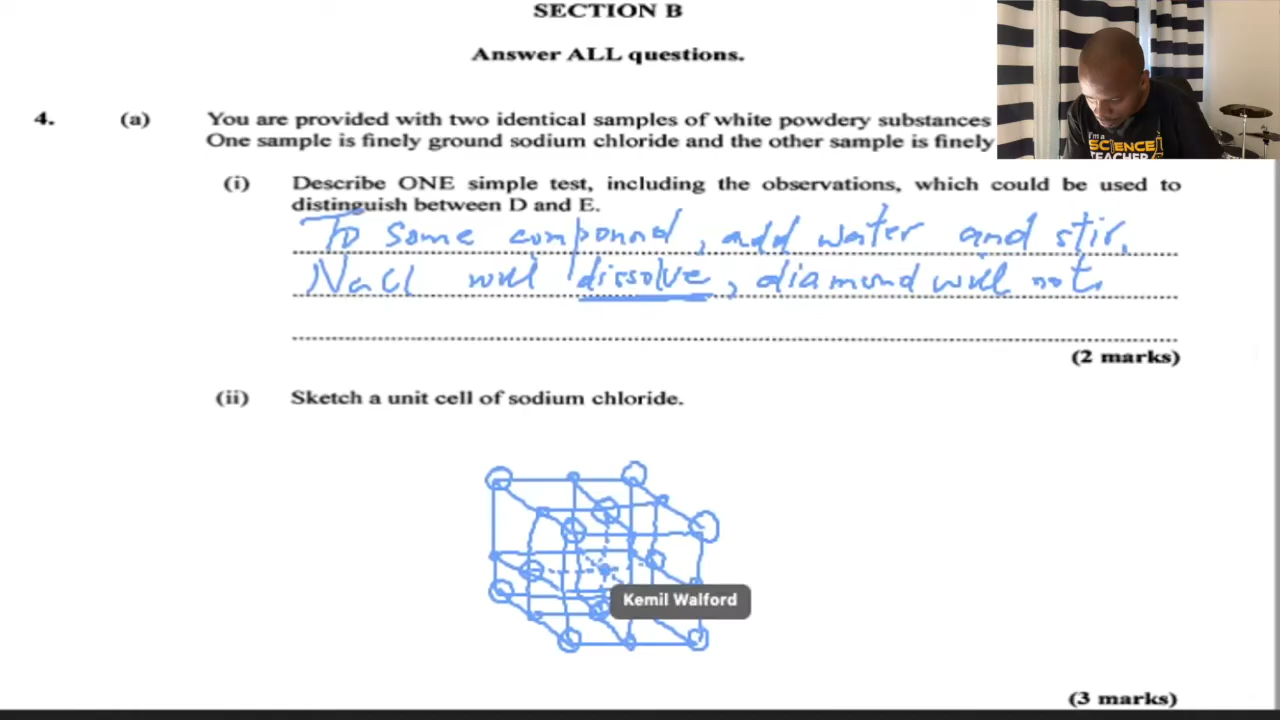 SECTION B
Answer ALL questions.
4. (a) You are provided with two identical samples of white powdery substances
One sample is finely ground sodium chloride and the other sample is finely
I'm a
SCIENCE
TEACHER
(i) Describe ONE simple test, including the observations, which could be used to
distinguish between D and E.
To some compound, add water and stir.
NaCl will dissolve, diamond will not.
(2 marks)
(ii) Sketch a unit cell of sodium chloride.
Kemil Walford
(3 marks)